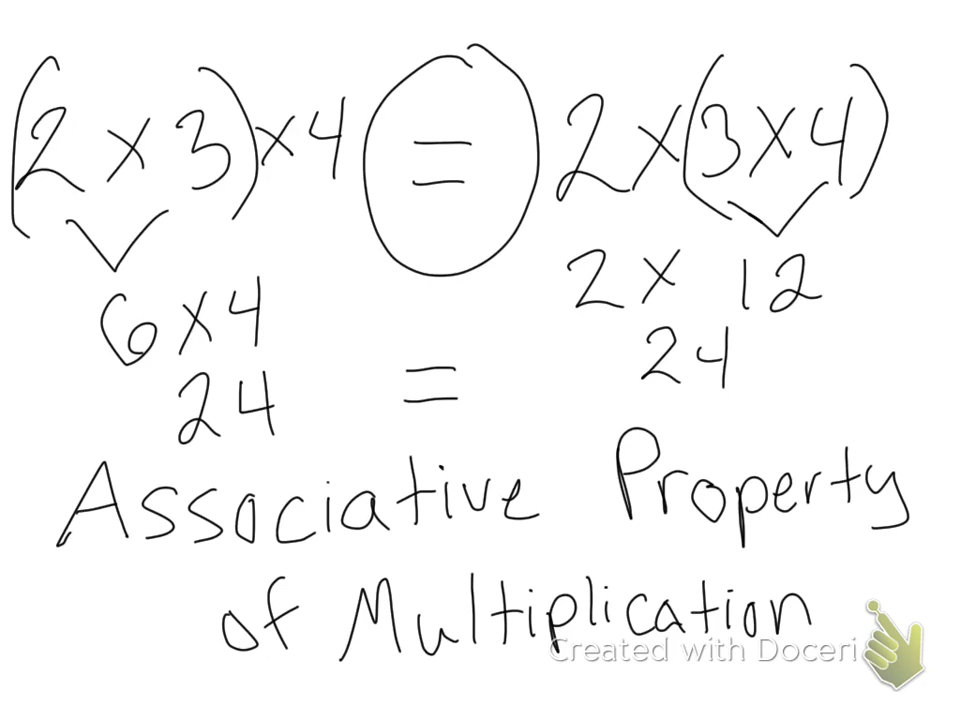 (2 × 3) × 4 = 2 × (3 × 4)
6 × 4 2 × 12
24 = 24
Associative Property
of Multiplication
Created with Doceri